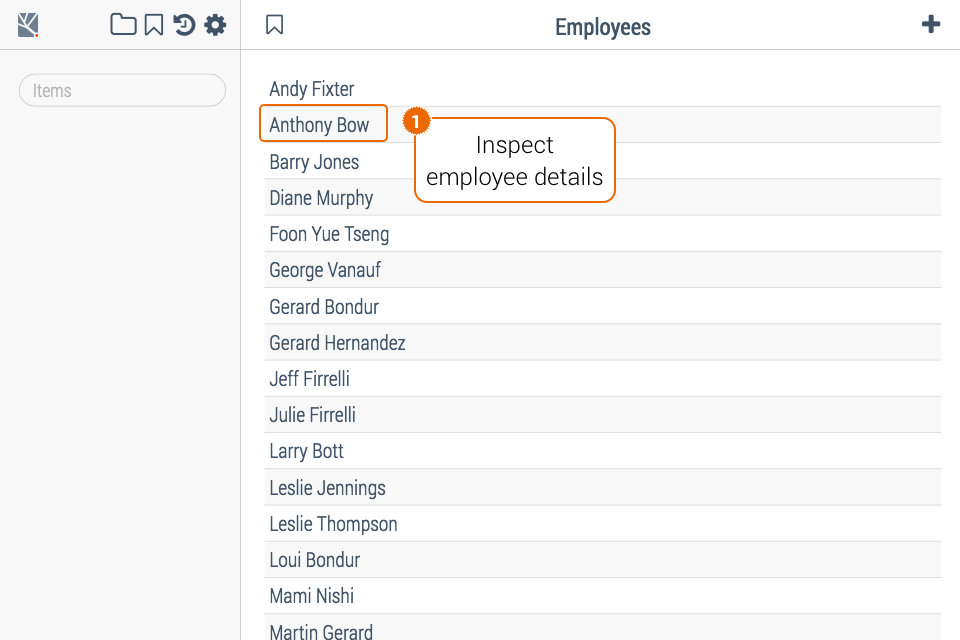 Employees
Items
Andy Fixter
Anthony Bow
1
Inspect
employee details
Barry Jones
Diane Murphy
Foon Yue Tseng
George Vanauf
Gerard Bondur
Gerard Hernandez
Jeff Firrelli
Julie Firrelli
Larry Bott
Leslie Jennings
Leslie Thompson
Loui Bondur
Mami Nishi
Martin Gerard